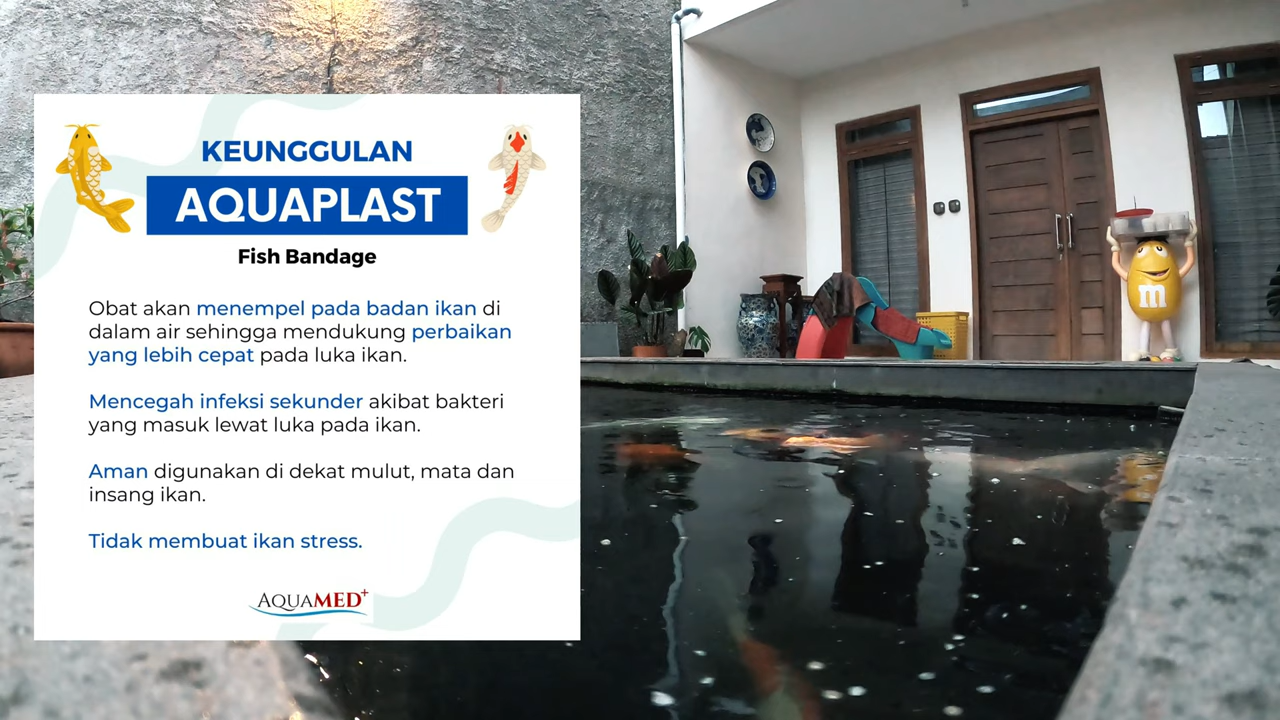 KEUNGGULAN
AQUAPLAST
Fish Bandage
Obat akan menempel pada badan ikan di
dalam air sehingga mendukung perbaikan
yang lebih cepat pada luka ikan.
Mencegah infeksi sekunder akibat bakteri
yang masuk lewat luka pada ikan.
Aman digunakan di dekat mulut, mata dan
insang ikan.
Tidak membuat ikan stress.
AQUAMED+
m